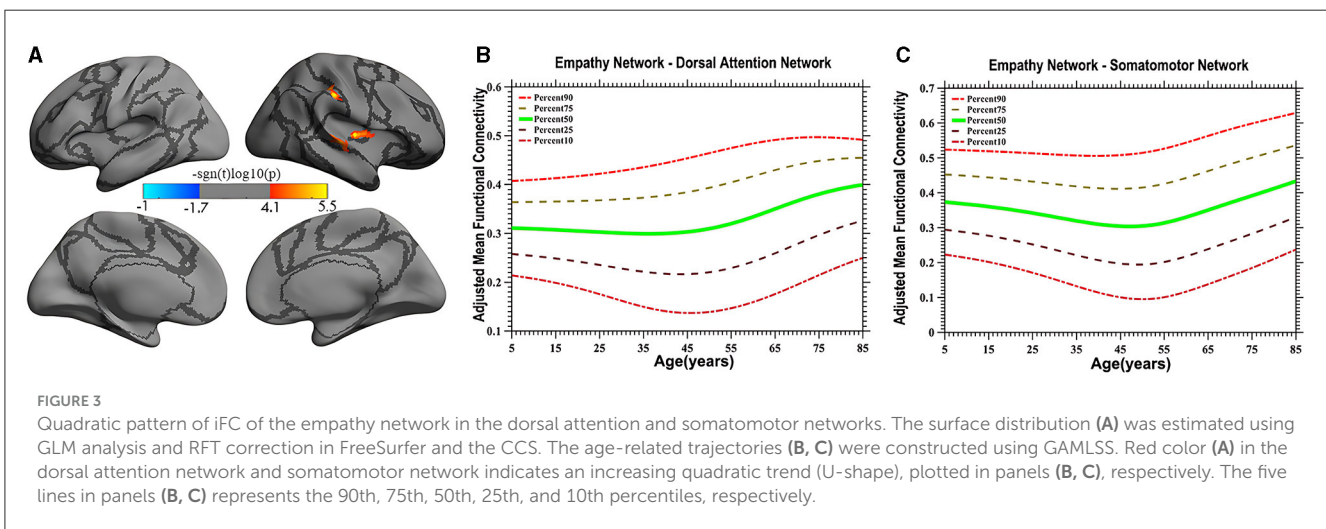 A
-sgn(t)log10(p)
-1 -1.7 4.1 5.5
B
Empathy Network - Dorsal Attention Network
Adjusted Mean Functional Connectivity
0.6
0.5
0.4
0.3
0.2
0.1
Percent90
Percent75
Percent50
Percent25
Percent10
5 15 25 35 45 55 65 75 85
Age(years)
C
Empathy Network - Somatomotor Network
Adjusted Mean Functional Connectivity
0.7
0.6
0.5
0.4
0.3
0.2
0.1
0
Percent90
Percent75
Percent50
Percent25
Percent10
5 15 25 35 45 55 65 75 85
Age(years)
FIGURE 3
Quadratic pattern of iFC of the empathy network in the dorsal attention and somatomotor networks. The surface distribution (A) was estimated using
GLM analysis and RFT correction in FreeSurfer and the CCS. The age-related trajectories (B, C) were constructed using GAMLSS. Red color (A) in the
dorsal attention network and somatomotor network indicates an increasing quadratic trend (U-shape), plotted in panels (B, C), respectively. The five
lines in panels (B, C) represents the 90th, 75th, 50th, 25th, and 10th percentiles, respectively.